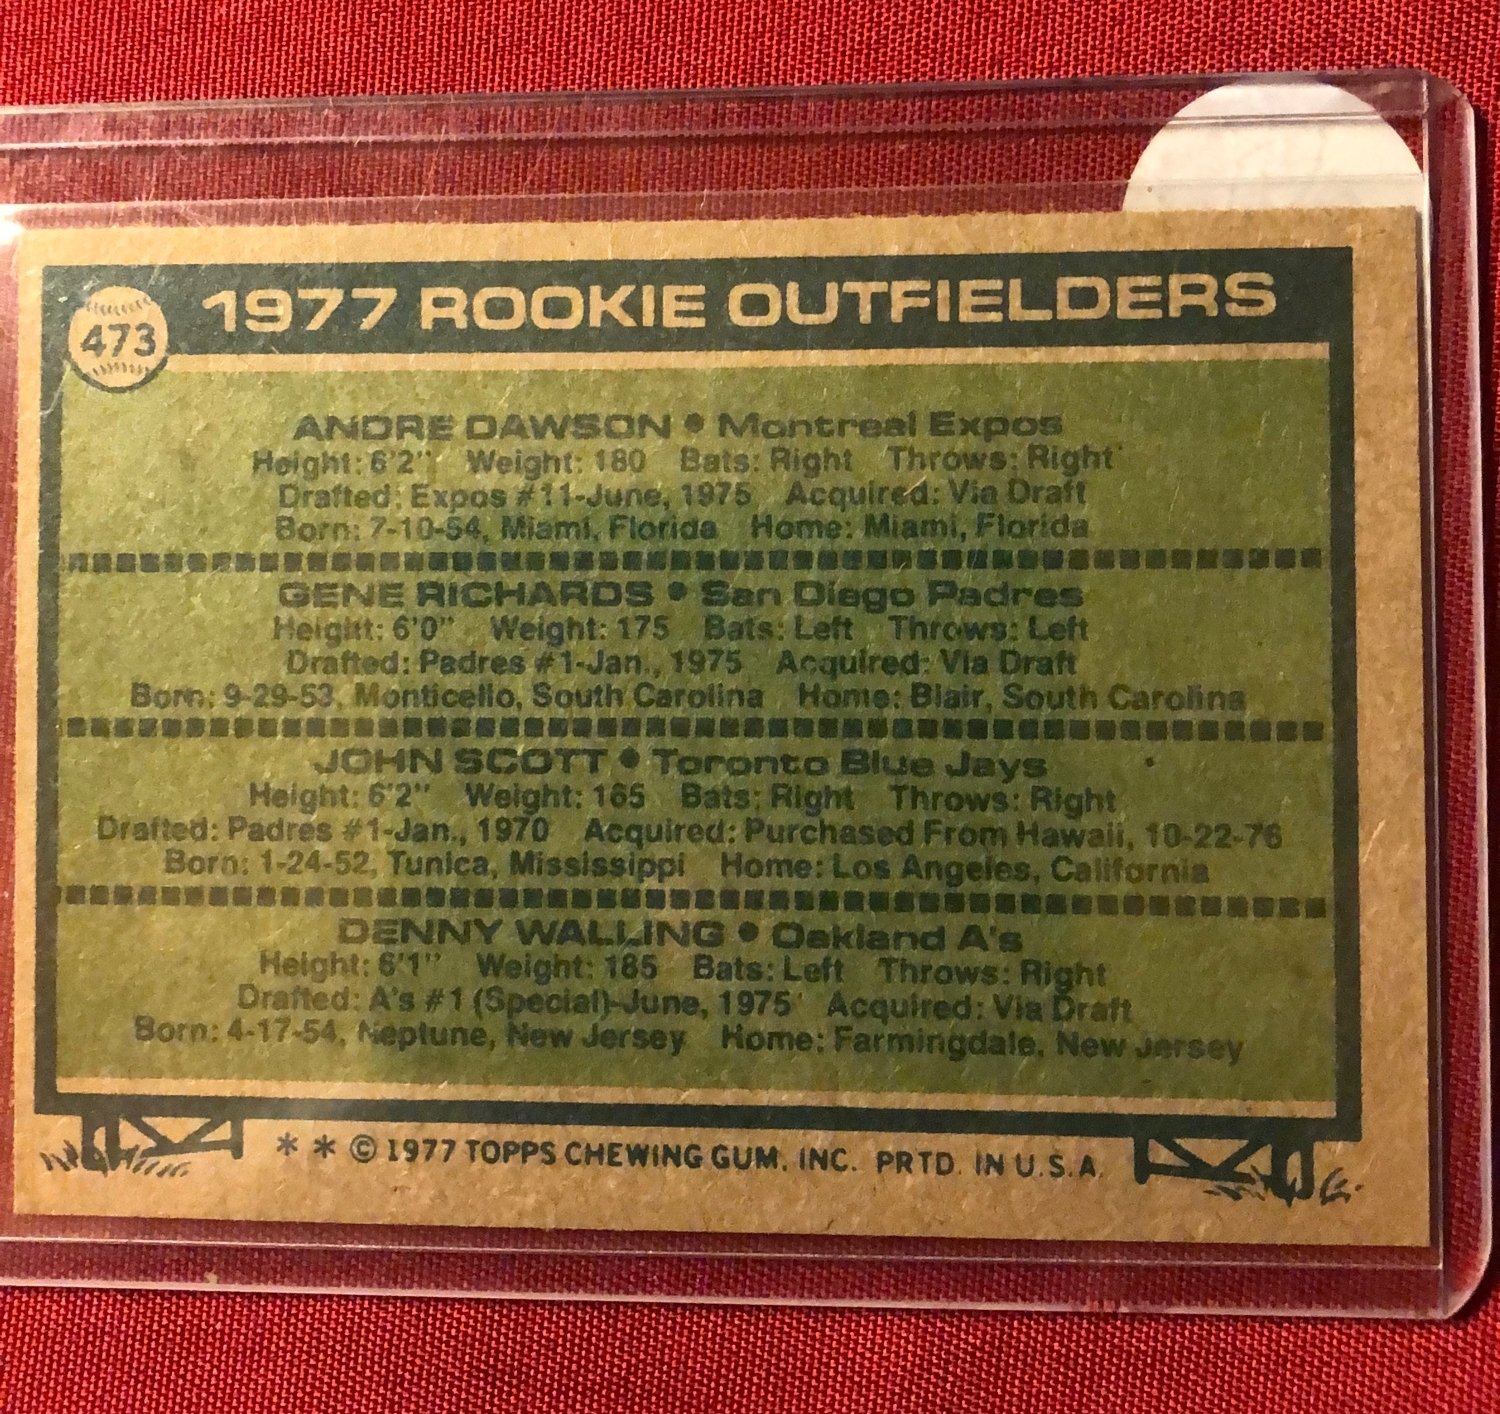 473
1977 ROOKIE OUTFIELDERS
ANDRE DAWSON • Montreal Expos
Height: 6'2" Weight: 180 Bats: Right Throws: Right
Drafted: Expos #11-June, 1975 Acquired: Via Draft
Born: 7-10-54, Miami, Florida Home: Miami, Florida
GENE RICHARDS • San Diego Padres
Height: 6'0" Weight: 175 Bats: Left Throws: Left
Drafted: Padres #1-Jan., 1975 Acquired: Via Draft
Born: 9-29-53, Monticello, South Carolina Home: Blair, South Carolina
JOHN SCOTT • Toronto Blue Jays
Height: 6'2" Weight: 165 Bats: Right Throws: Right
Drafted: Padres #1-Jan., 1970 Acquired: Purchased From Hawaii, 10-22-76
Born: 1-24-52, Tunica, Mississippi Home: Los Angeles, California
DENNY WALLING • Oakland A's
Height: 6'1" Weight: 185 Bats: Left Throws: Right
Drafted: A's #1 (Special)-June, 1975 Acquired: Via Draft
Born: 4-17-54, Neptune, New Jersey Home: Farmingdale, New Jersey
* * © 1977 TOPPS CHEWING GUM, INC. PRTD. IN U.S.A.